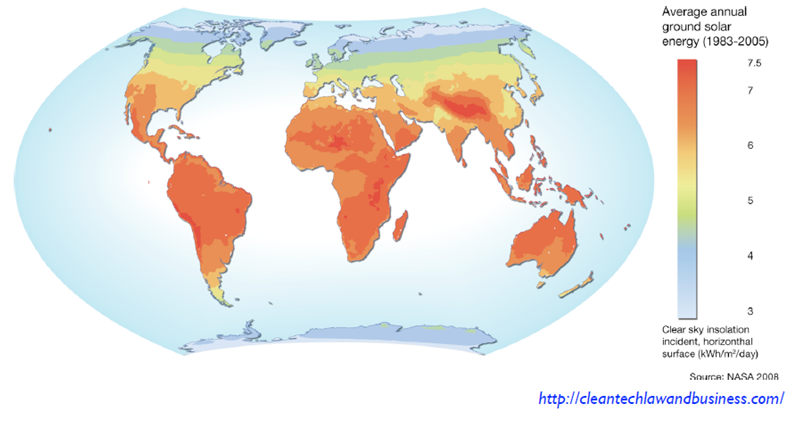 Average annual
ground solar
energy (1983-2005)
7.5
7
6
5
4
3
Clear sky insolation
incident, horizonthal
surface (kWh/m²/day)
Source: NASA 2008
http://cleantechlawandbusiness.com/